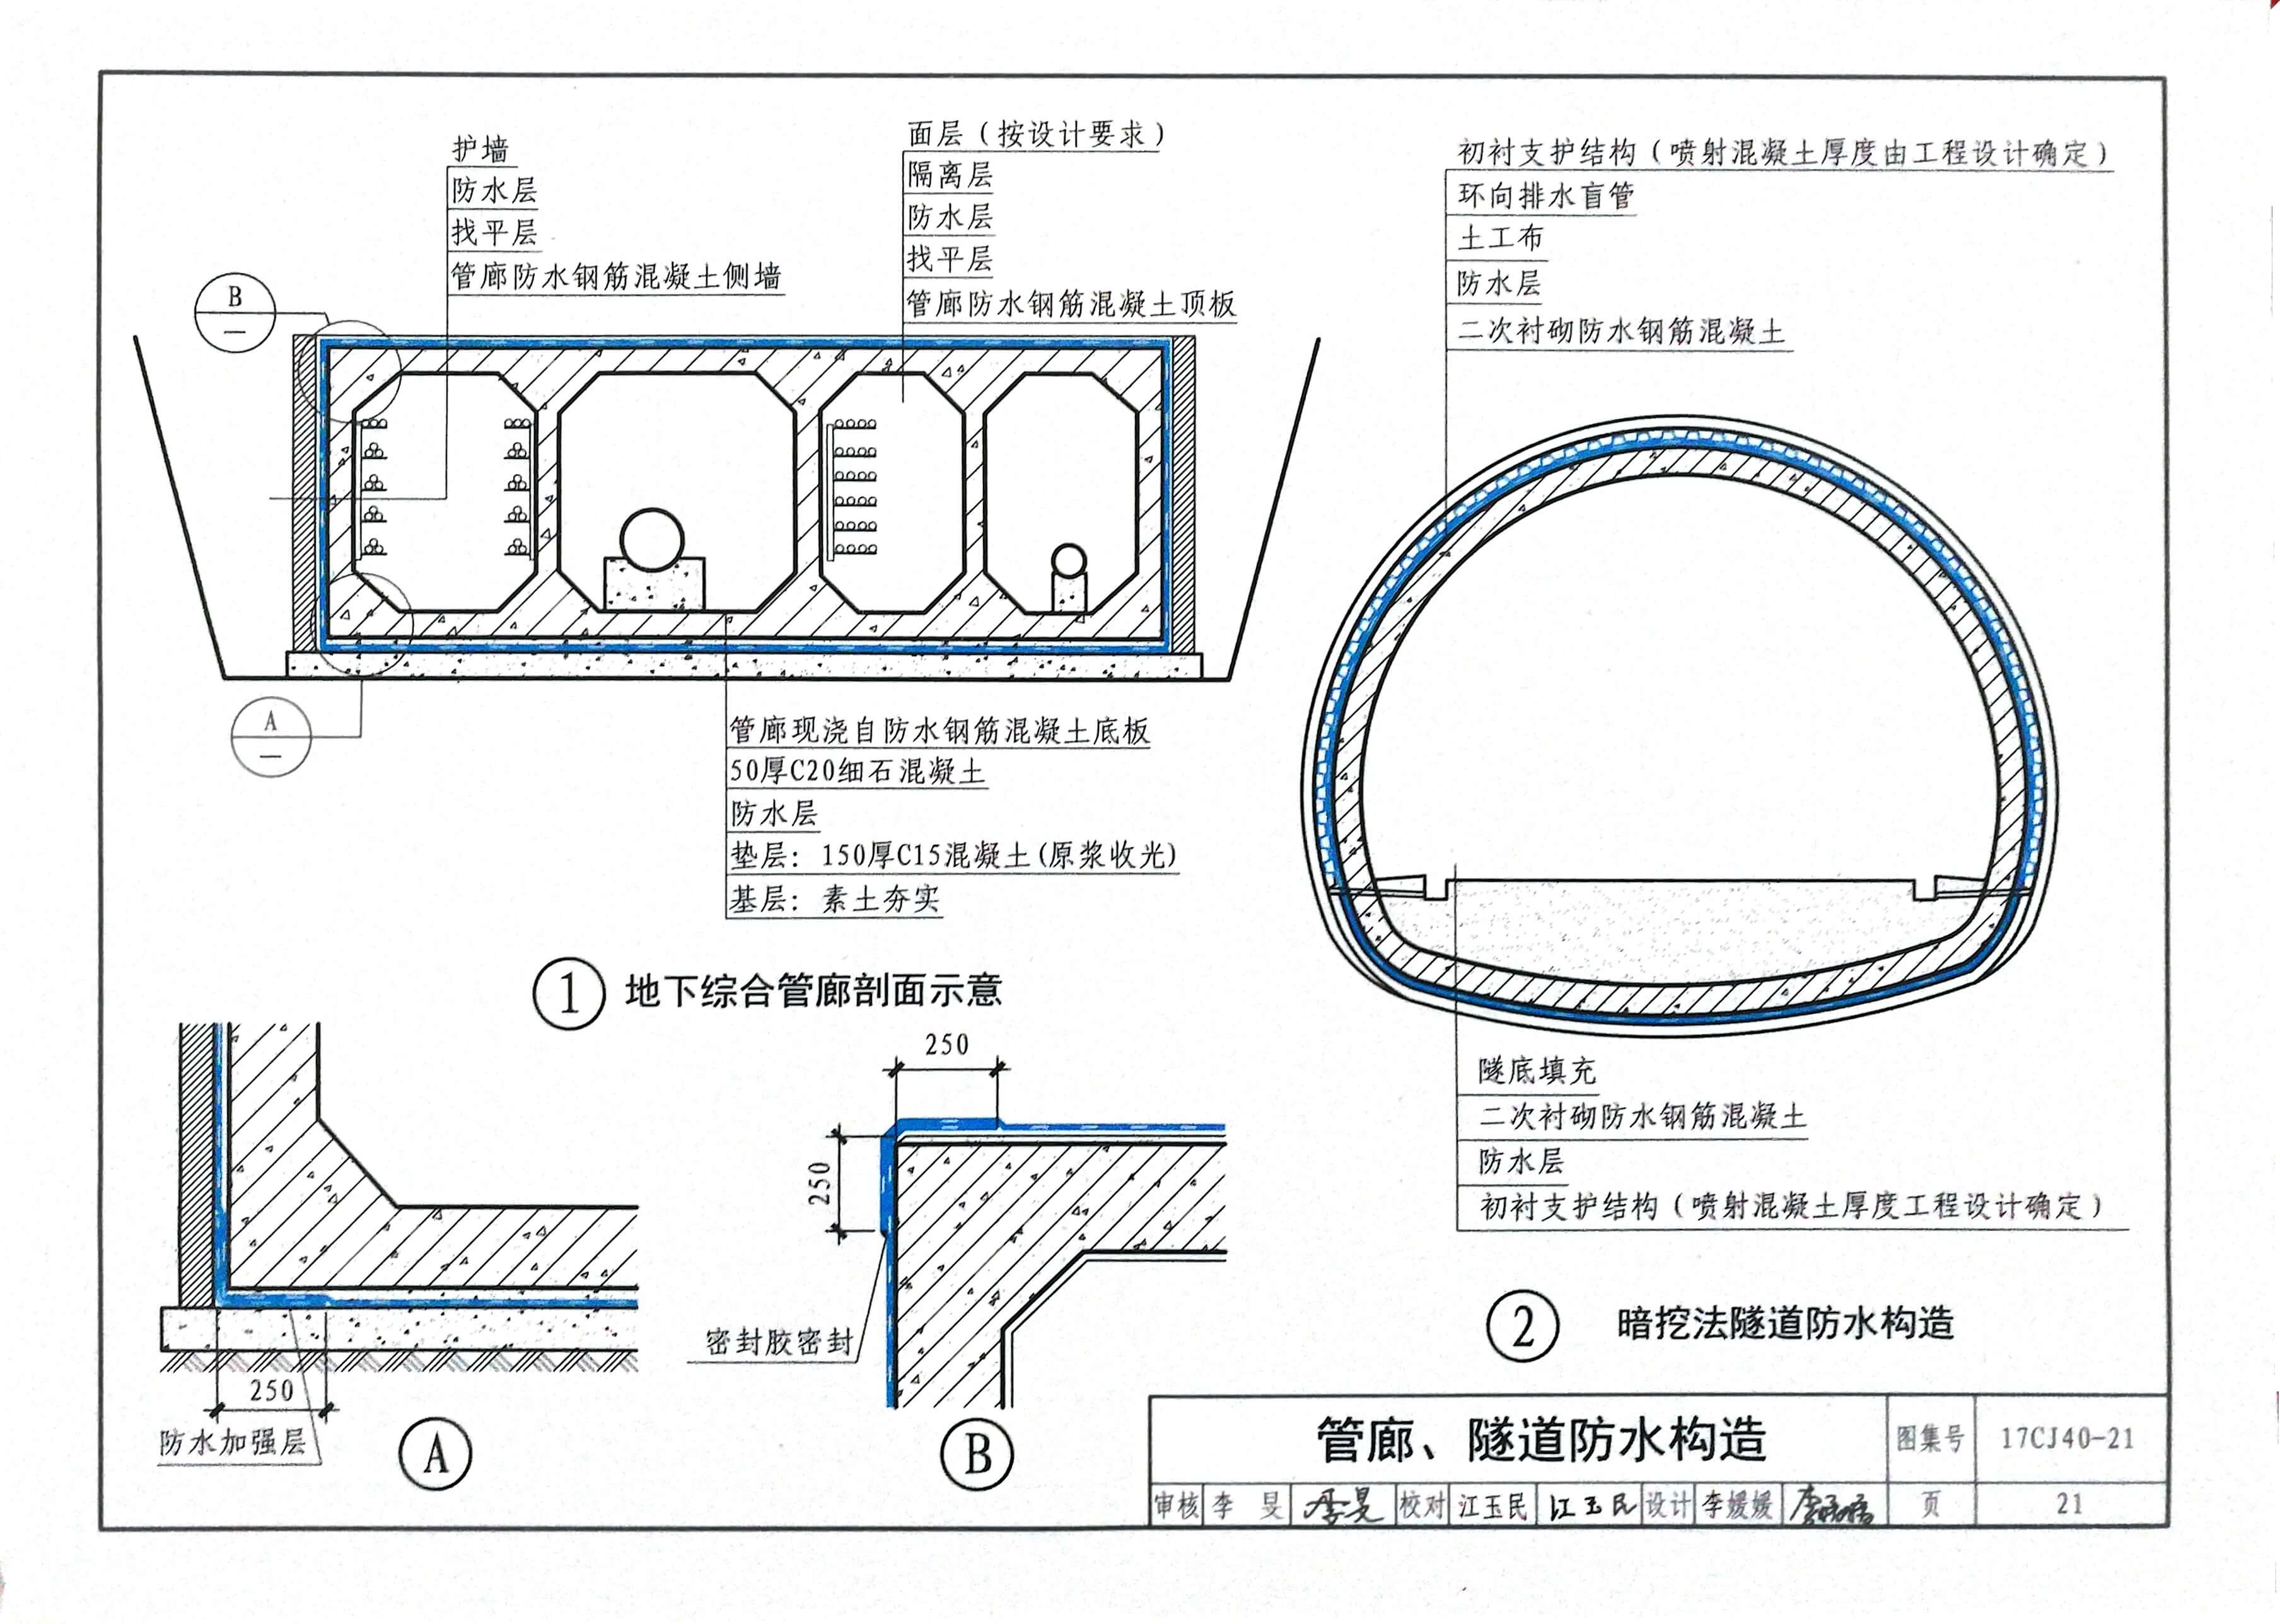 护墙
防水层
找平层
管廊防水钢筋混凝土侧墙
面层（按设计要求）
隔离层
防水层
找平层
管廊防水钢筋混凝土顶板
B
—
A
—
管廊现浇自防水钢筋混凝土底板
50厚C20细石混凝土
防水层
垫层：150厚C15混凝土(原浆收光)
基层：素土夯实
1 地下综合管廊剖面示意
初衬支护结构（喷射混凝土厚度由工程设计确定）
环向排水盲管
土工布
防水层
二次衬砌防水钢筋混凝土
隧底填充
二次衬砌防水钢筋混凝土
防水层
初衬支护结构（喷射混凝土厚度工程设计确定）
2 暗挖法隧道防水构造
250
防水加强层
A
250
250
密封胶密封
B
管廊、隧道防水构造 图集号 17CJ40-21
审核 李 旻 李旻 校对 江玉民 江玉民 设计 李媛媛 页 21